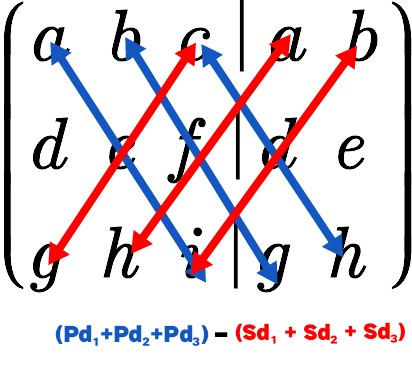 a b c | a b
d e f | d e
g h i | g h
(Pd₁+Pd₂+Pd₃) – (Sd₁ + Sd₂ + Sd₃)